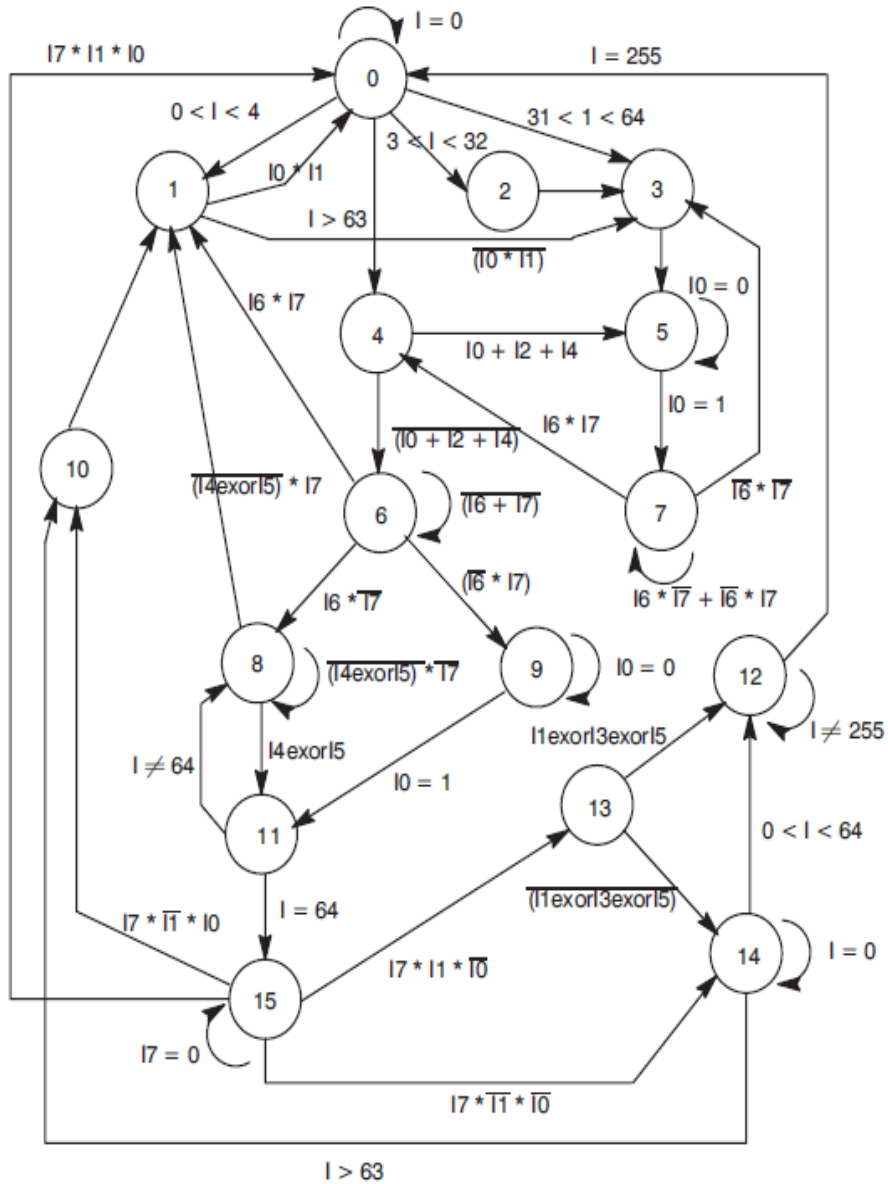 I = 0
I7 * I1 * I0
I = 255
0
0 < I < 4
31 < 1 < 64
3 < I < 32
1
I0 * I1
2
3
I > 63
(I0 * I1)
I0 = 0
I6 * I7
4
5
I0 + I2 + I4
I0 = 1
(I0 + I2 + I4)
I6 * I7
10
(I4exorI5) * I7
6
(I6 + I7)
7
I6 * I7
I6 * I7
(I6 * I7)
I6 * I7 + I6 * I7
8
(I4exorI5) * I7
9
I0 = 0
12
I ≠ 255
I1exorI3exorI5
I4exorI5
I ≠ 64
I0 = 1
13
11
0 < I < 64
(I1exorI3exorI5)
I = 64
I7 * I1 * I0
14
I = 0
I7 * I1 * I0
15
I7 = 0
I7 * I1 * I0
I > 63